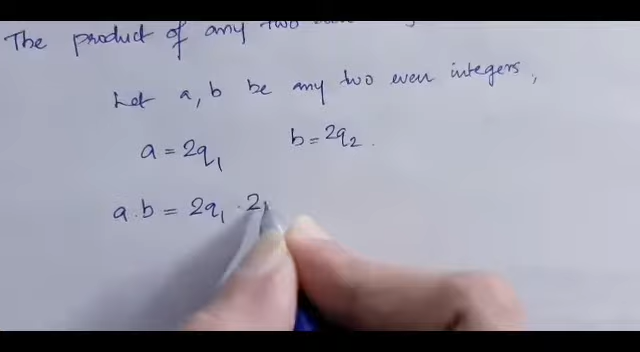 The product of any two
Let a, b be any two even integers,
a = 2q₁ b = 2q₂.
a.b = 2q₁ · 2